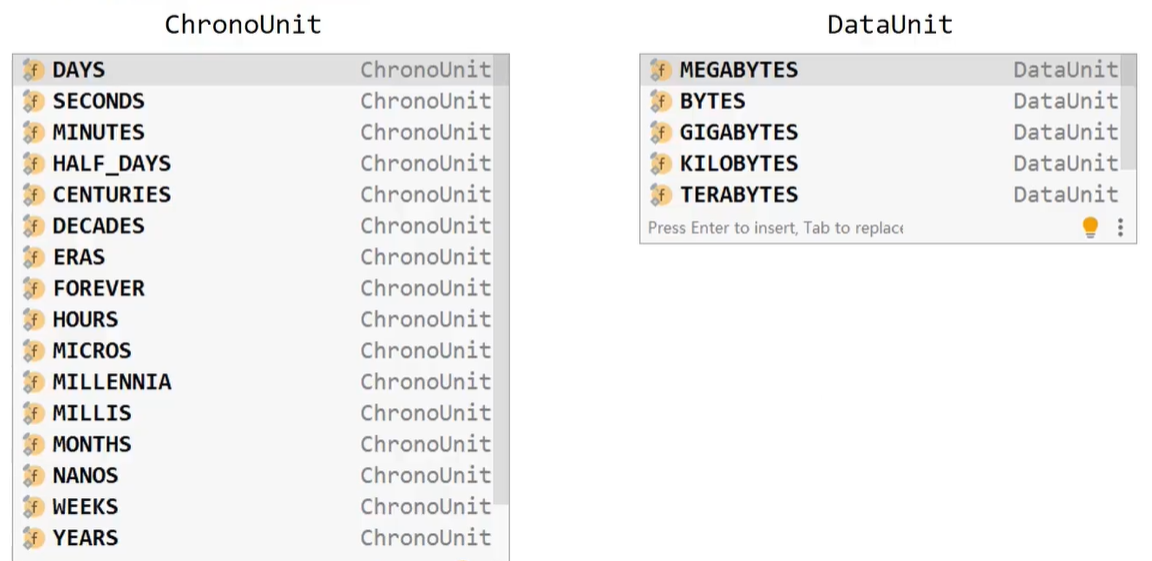 ChronoUnit
DAYS ChronoUnit
SECONDS ChronoUnit
MINUTES ChronoUnit
HALF_DAYS ChronoUnit
CENTURIES ChronoUnit
DECADES ChronoUnit
ERAS ChronoUnit
FOREVER ChronoUnit
HOURS ChronoUnit
MICROS ChronoUnit
MILLENNIA ChronoUnit
MILLIS ChronoUnit
MONTHS ChronoUnit
NANOS ChronoUnit
WEEKS ChronoUnit
YEARS ChronoUnit
DataUnit
MEGABYTES DataUnit
BYTES DataUnit
GIGABYTES DataUnit
KILOBYTES DataUnit
TERABYTES DataUnit
Press Enter to insert, Tab to replace